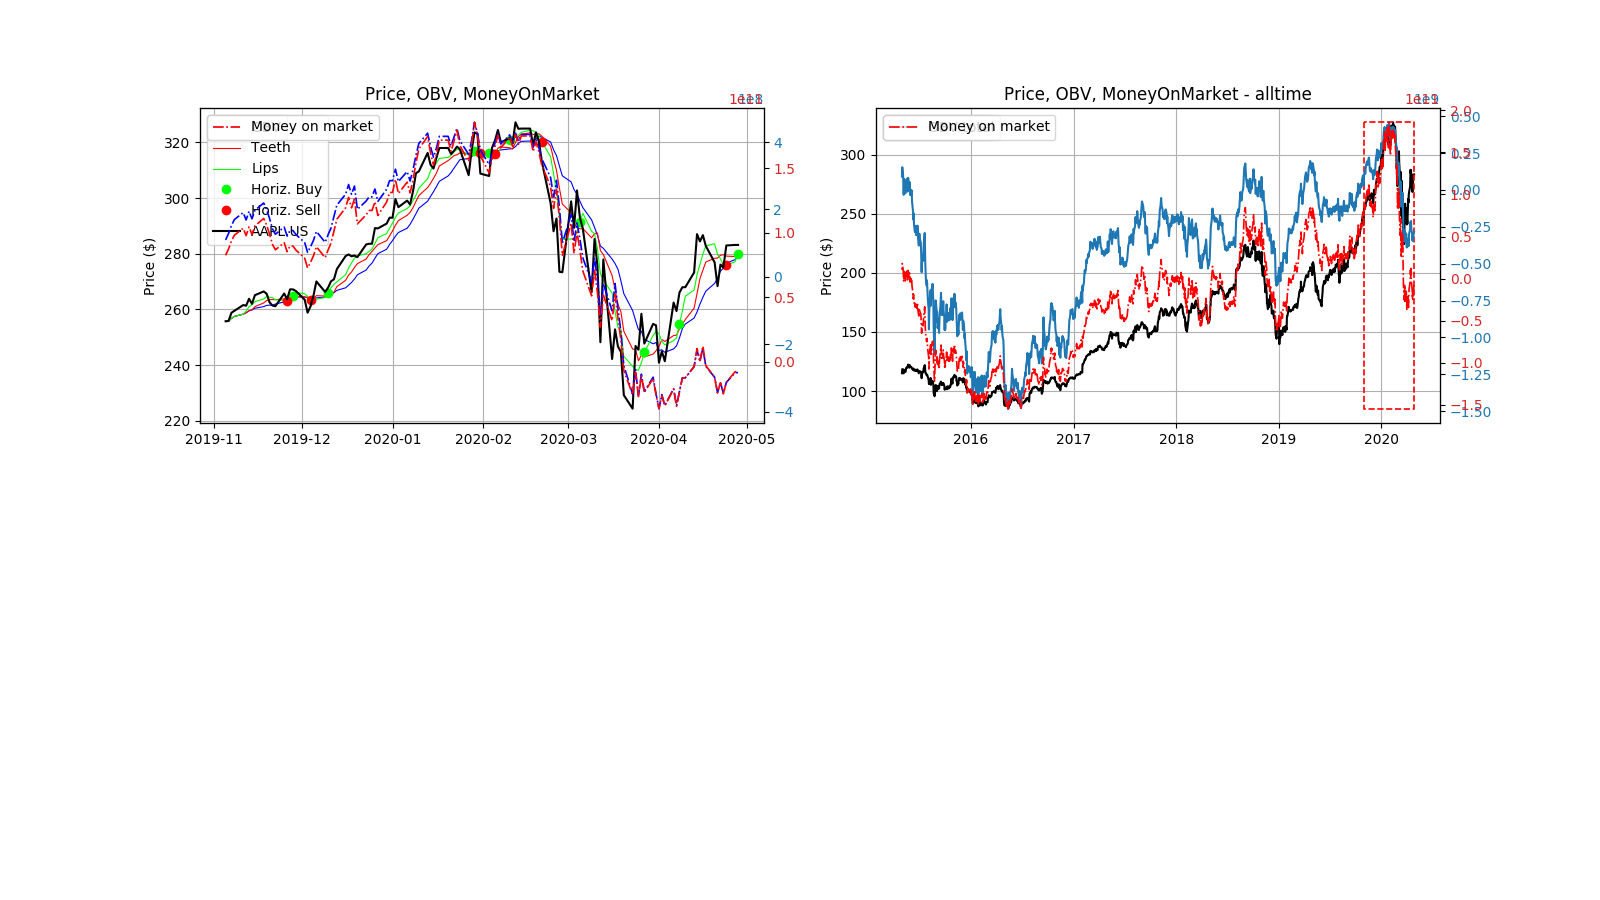 Price, OBV, MoneyOnMarket
Money on market
Teeth
Lips
Horiz. Buy
Horiz. Sell
AAPL.US
Price ($)
320
300
280
260
240
220
4
2
0
−2
−4
1.5
1.0
0.5
0.0
2019-11 2019-12 2020-01 2020-02 2020-03 2020-04 2020-05
Price, OBV, MoneyOnMarket - alltime
Money on market
Price ($)
300
250
200
150
100
2.0
1.5
1.0
0.5
0.0
−0.5
−1.0
−1.5
0.50
0.25
0.00
−0.25
−0.50
−0.75
−1.00
−1.25
−1.50
2016 2017 2018 2019 2020